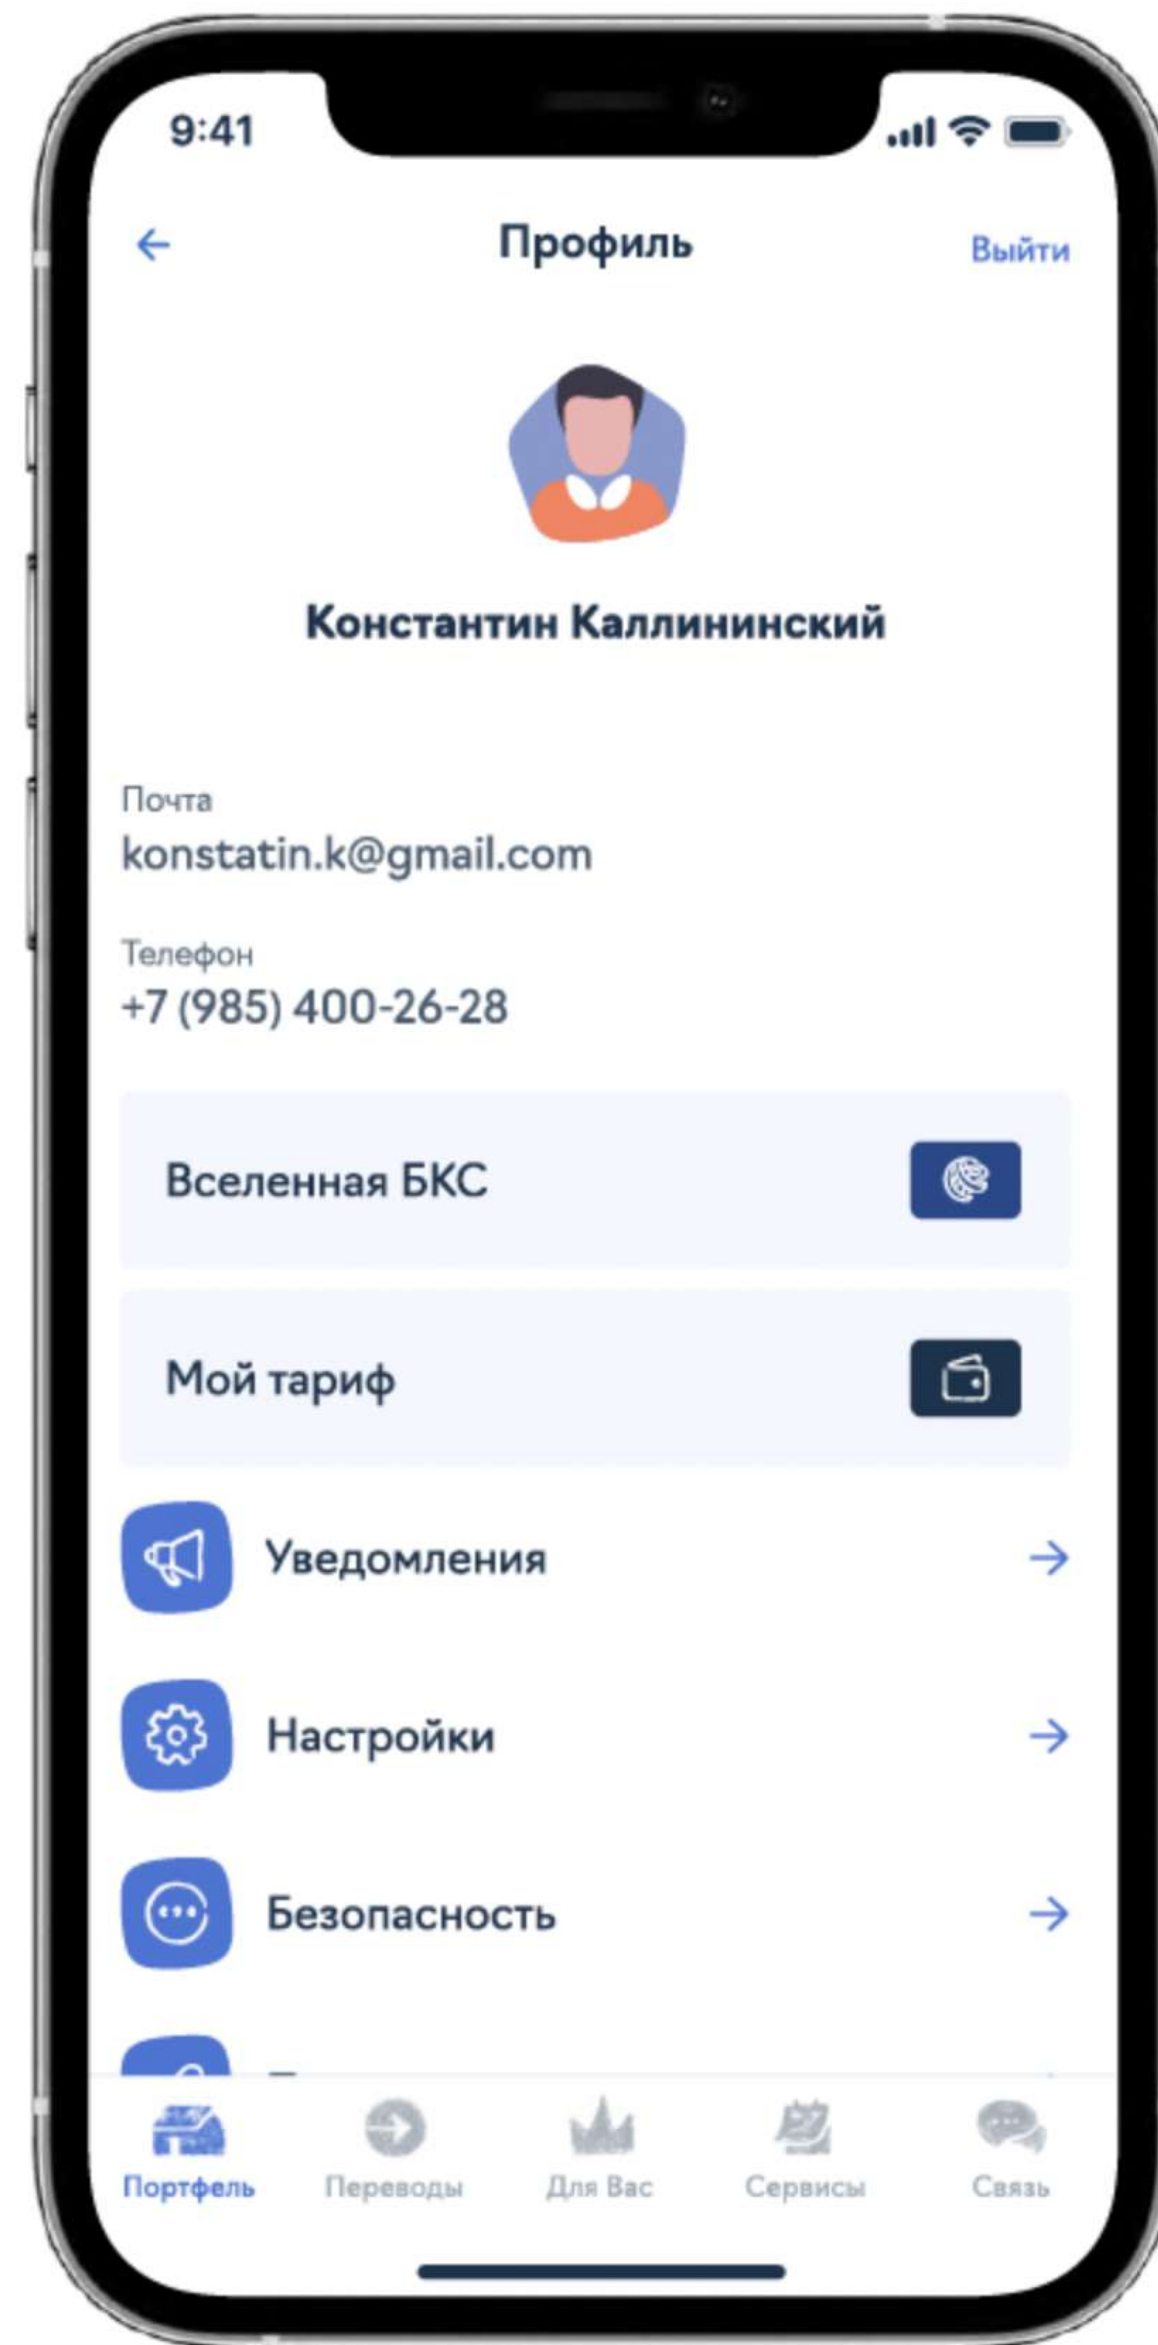 9:41
Профиль
Выйти
Константин Каллининский
Почта
konstatin.k@gmail.com
Телефон
+7 (985) 400-26-28
Вселенная БКС
Мой тариф
Уведомления
Настройки
Безопасность
Портфель
Переводы
Для Вас
Сервисы
Связь